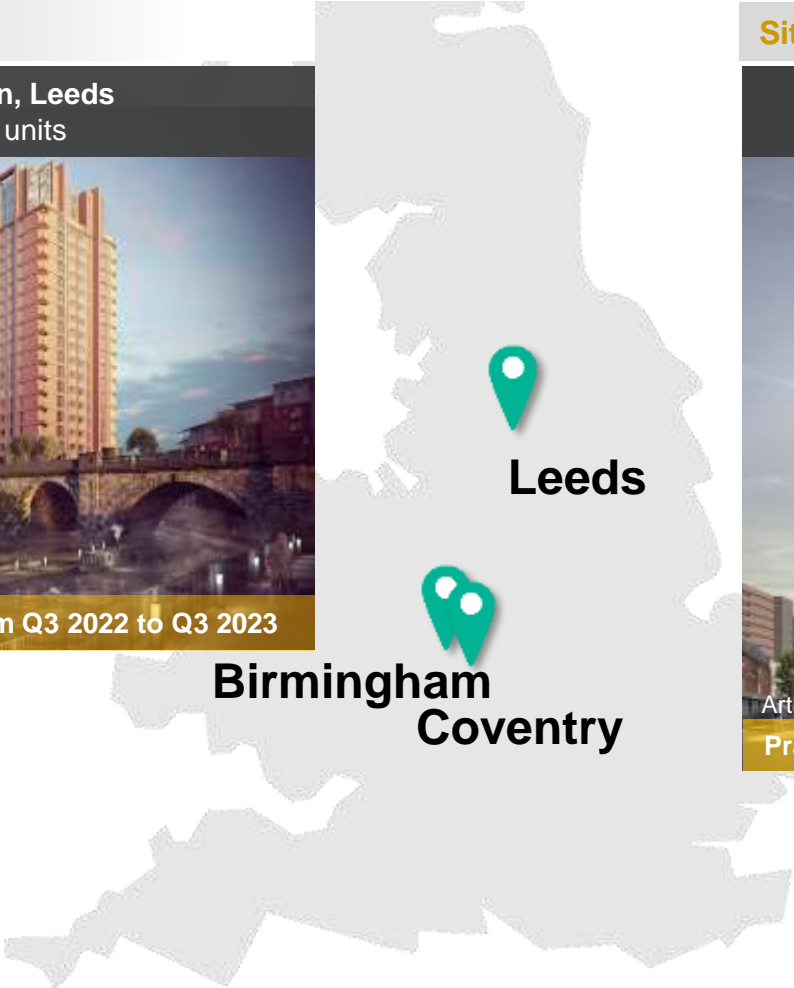 n, Leeds
units
m Q3 2022 to Q3 2023
Leeds
Birmingham
Coventry
Sit
Art
Pr